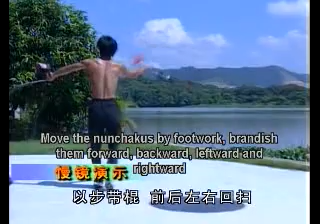 Move the nunchakus by footwork, brandish
them forward, backward, leftward and
rightward
慢镜演示
以步带棍 前后左右回扫